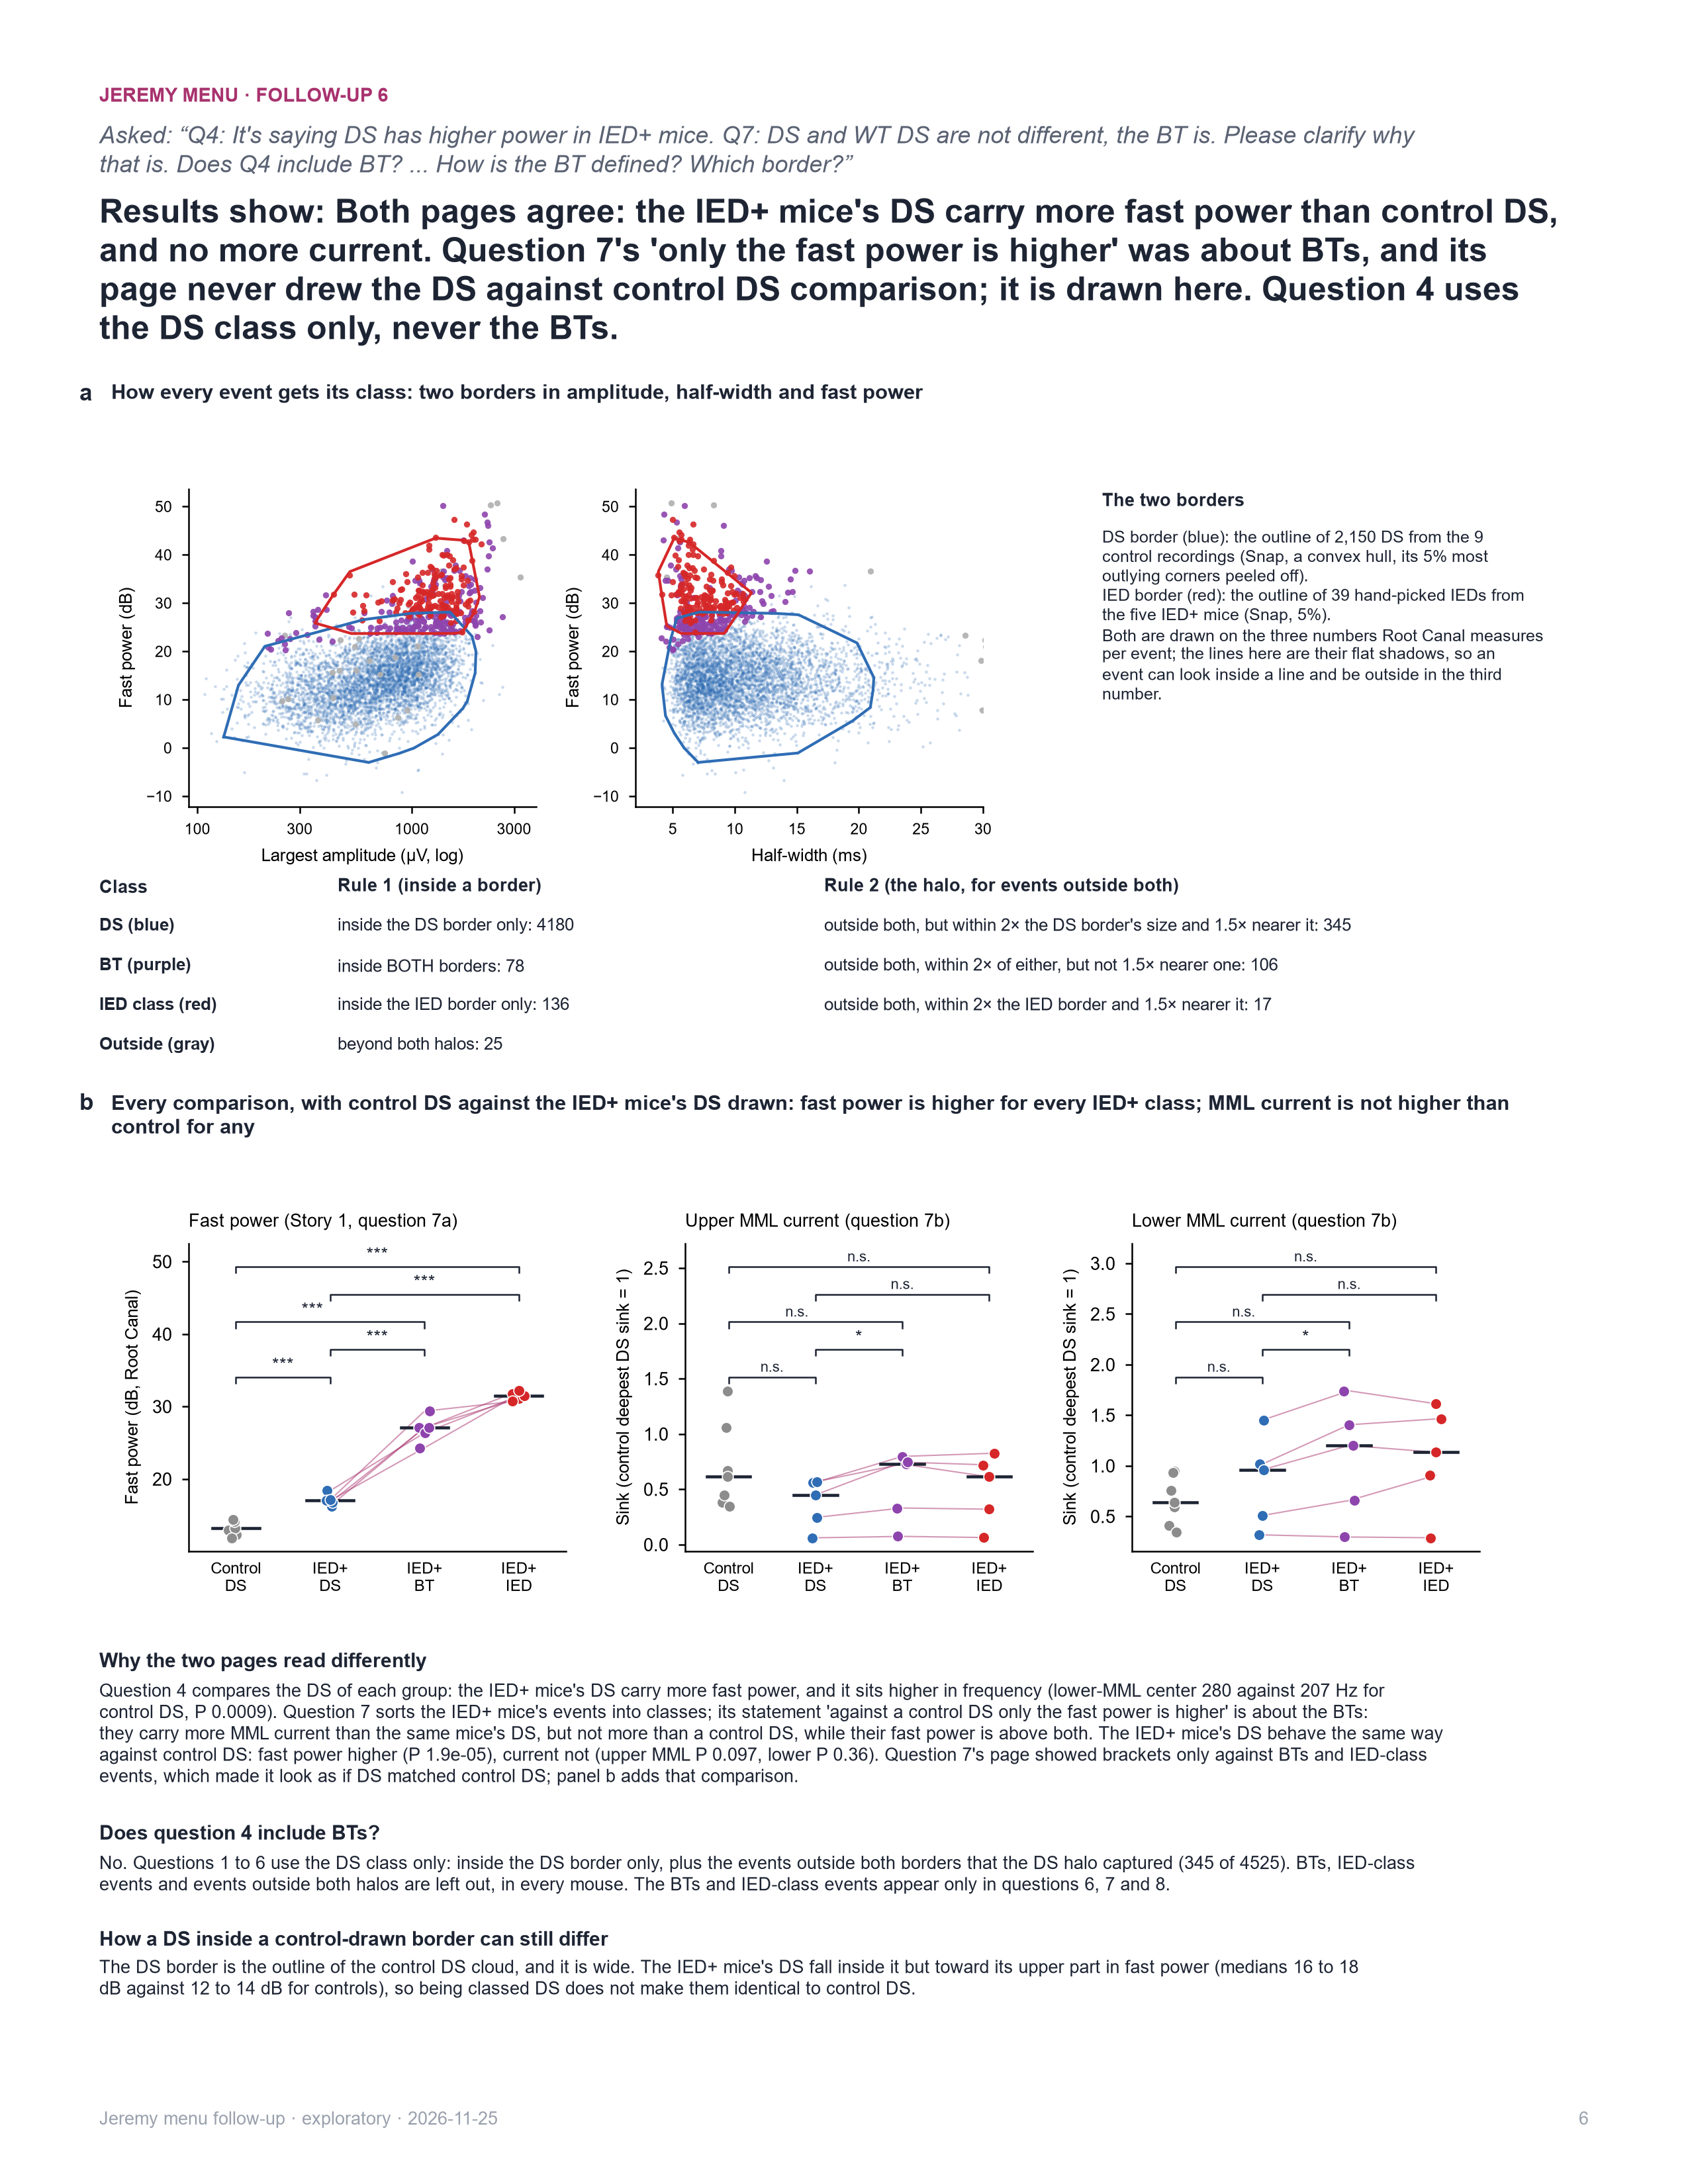 JEREMY MENU · FOLLOW-UP 6
Asked: “Q4: It's saying DS has higher power in IED+ mice. Q7: DS and WT DS are not different, the BT is. Please clarify why
that is. Does Q4 include BT? ... How is the BT defined? Which border?”
Results show: Both pages agree: the IED+ mice's DS carry more fast power than control DS,
and no more current. Question 7's 'only the fast power is higher' was about BTs, and its
page never drew the DS against control DS comparison; it is drawn here. Question 4 uses
the DS class only, never the BTs.
a How every event gets its class: two borders in amplitude, half-width and fast power
Fast power (dB)
50
40
30
20
10
0
−10
100 300 1000 3000
Largest amplitude (µV, log)
Fast power (dB)
50
40
30
20
10
0
−10
5 10 15 20 25 30
Half-width (ms)
The two borders
DS border (blue): the outline of 2,150 DS from the 9
control recordings (Snap, a convex hull, its 5% most
outlying corners peeled off).
IED border (red): the outline of 39 hand-picked IEDs from
the five IED+ mice (Snap, 5%).
Both are drawn on the three numbers Root Canal measures
per event; the lines here are their flat shadows, so an
event can look inside a line and be outside in the third
number.
Class Rule 1 (inside a border) Rule 2 (the halo, for events outside both)
DS (blue) inside the DS border only: 4180 outside both, but within 2× the DS border's size and 1.5× nearer it: 345
BT (purple) inside BOTH borders: 78 outside both, within 2× of either, but not 1.5× nearer one: 106
IED class (red) inside the IED border only: 136 outside both, within 2× the IED border and 1.5× nearer it: 17
Outside (gray) beyond both halos: 25
b Every comparison, with control DS against the IED+ mice's DS drawn: fast power is higher for every IED+ class; MML current is not higher than
control for any
Fast power (Story 1, question 7a)
Fast power (dB, Root Canal)
50
40
30
20
***
***
***
***
***
Control IED+ IED+ IED+
DS DS BT IED
Upper MML current (question 7b)
Sink (control deepest DS sink = 1)
2.5
2.0
1.5
1.0
0.5
0.0
n.s.
n.s.
n.s.
*
n.s.
Control IED+ IED+ IED+
DS DS BT IED
Lower MML current (question 7b)
Sink (control deepest DS sink = 1)
3.0
2.5
2.0
1.5
1.0
0.5
n.s.
n.s.
n.s.
*
n.s.
Control IED+ IED+ IED+
DS DS BT IED
Why the two pages read differently
Question 4 compares the DS of each group: the IED+ mice's DS carry more fast power, and it sits higher in frequency (lower-MML center 280 against 207 Hz for
control DS, P 0.0009). Question 7 sorts the IED+ mice's events into classes; its statement 'against a control DS only the fast power is higher' is about the BTs:
they carry more MML current than the same mice's DS, but not more than a control DS, while their fast power is above both. The IED+ mice's DS behave the same way
against control DS: fast power higher (P 1.9e-05), current not (upper MML P 0.097, lower P 0.36). Question 7's page showed brackets only against BTs and IED-class
events, which made it look as if DS matched control DS; panel b adds that comparison.
Does question 4 include BTs?
No. Questions 1 to 6 use the DS class only: inside the DS border only, plus the events outside both borders that the DS halo captured (345 of 4525). BTs, IED-class
events and events outside both halos are left out, in every mouse. The BTs and IED-class events appear only in questions 6, 7 and 8.
How a DS inside a control-drawn border can still differ
The DS border is the outline of the control DS cloud, and it is wide. The IED+ mice's DS fall inside it but toward its upper part in fast power (medians 16 to 18
dB against 12 to 14 dB for controls), so being classed DS does not make them identical to control DS.
Jeremy menu follow-up · exploratory · 2026-11-25
6